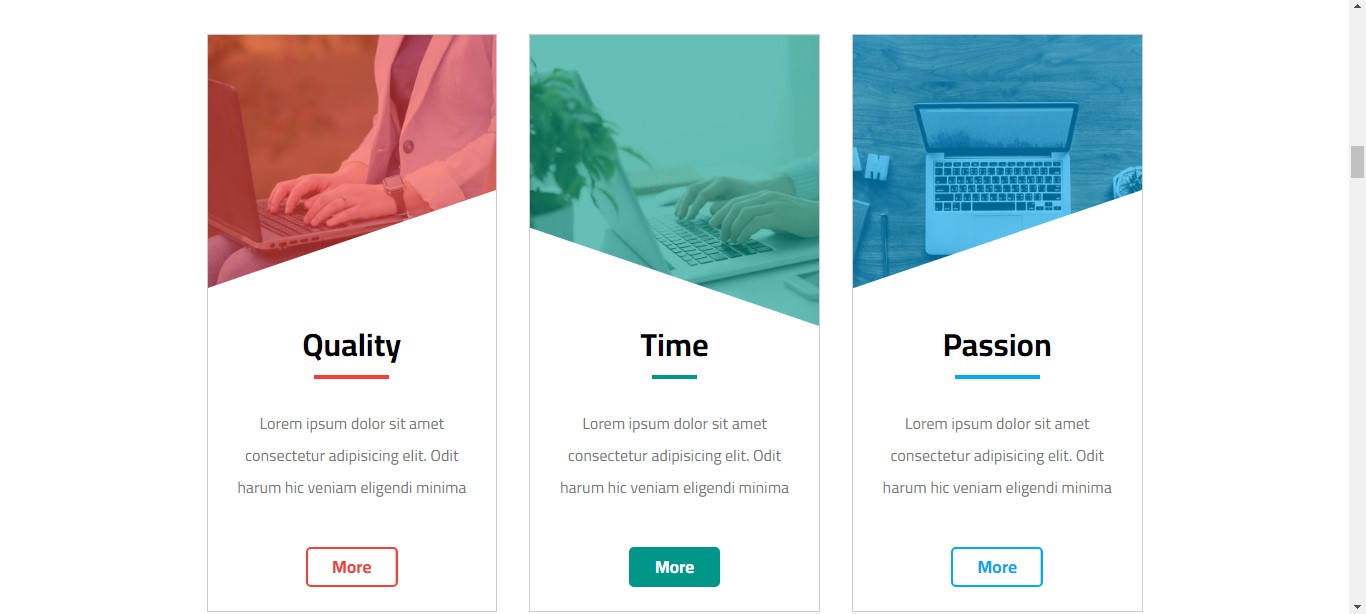 Quality
Lorem ipsum dolor sit amet
consectetur adipisicing elit. Odit
harum hic veniam eligendi minima
More
Time
Lorem ipsum dolor sit amet
consectetur adipisicing elit. Odit
harum hic veniam eligendi minima
More
Passion
Lorem ipsum dolor sit amet
consectetur adipisicing elit. Odit
harum hic veniam eligendi minima
More